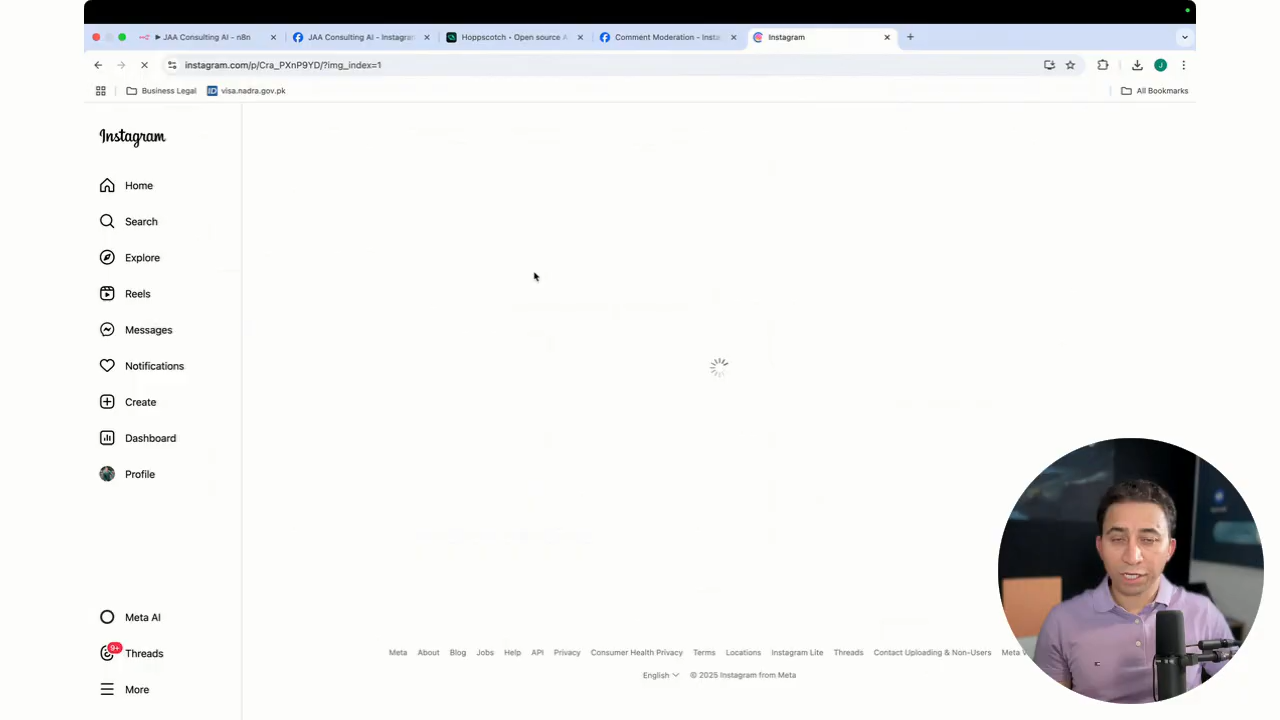 JAA Consulting AI - n8n
JAA Consulting AI - Instagram
Hoppscotch - Open source A
Comment Moderation - Insta
Instagram
instagram.com/p/Cra_PXnP9YD/?img_index=1
J
Business Legal
visa.nadra.gov.pk
All Bookmarks
Instagram
Home
Search
Explore
Reels
Messages
Notifications
Create
Dashboard
Profile
Meta AI
9+
Threads
More
Meta About Blog Jobs Help API Privacy Consumer Health Privacy Terms Locations Instagram Lite Threads Contact Uploading & Non-Users Meta V
English © 2025 Instagram from Meta